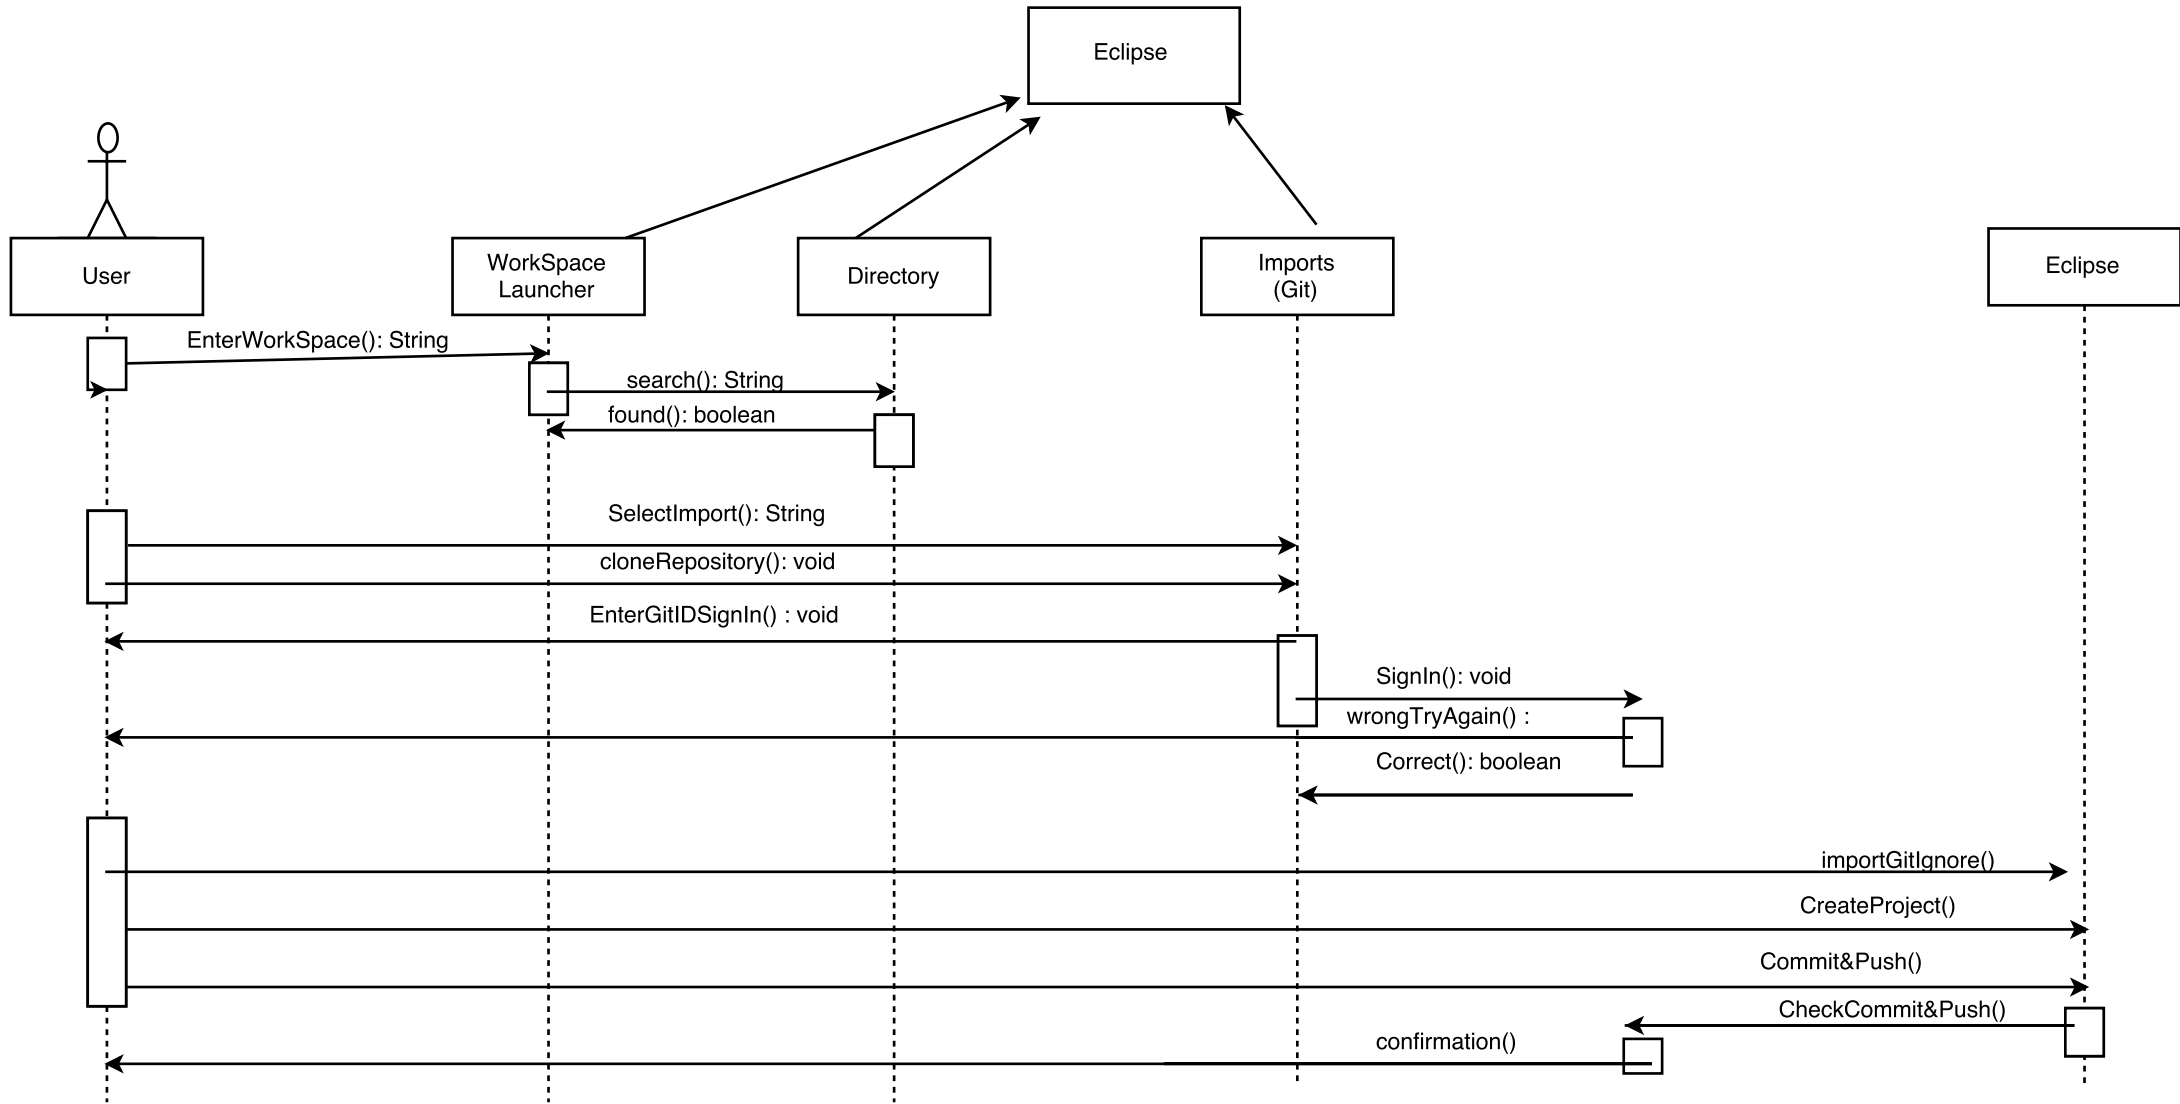 Eclipse
User
WorkSpace
Launcher
Directory
Imports
(Git)
Eclipse
EnterWorkSpace(): String
search(): String
found(): boolean
SelectImport(): String
cloneRepository(): void
EnterGitIDSignIn() : void
SignIn(): void
wrongTryAgain() :
Correct(): boolean
importGitIgnore()
CreateProject()
Commit&Push()
CheckCommit&Push()
confirmation()